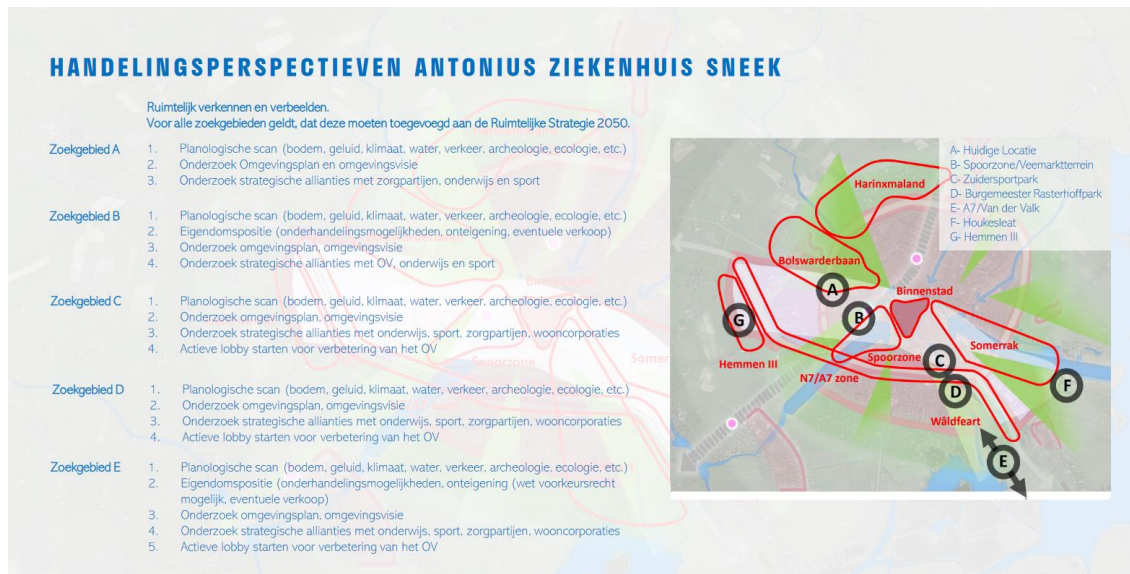 HANDELINGSPERSPECTIEVEN ANTONIUS ZIEKENHUIS SNEEK
Ruimtelijk verkennen en verbeelden.
Voor alle zoekgebieden geldt, dat deze moeten toegevoegd aan de Ruimtelijke Strategie 2050.
Zoekgebied A
1. Planologische scan (bodem, geluid, klimaat, water, verkeer, archeologie, ecologie, etc.)
2. Onderzoek Omgevingsplan en omgevingsvisie
3. Onderzoek strategische allianties met zorgpartijen, onderwijs en sport
Zoekgebied B
1. Planologische scan (bodem, geluid, klimaat, water, verkeer, archeologie, ecologie, etc.)
2. Eigendomspositie (onderhandelingsmogelijkheden, onteigening, eventuele verkoop)
3. Onderzoek omgevingsplan, omgevingsvisie
4. Onderzoek strategische allianties met OV, onderwijs en sport
Zoekgebied C
1. Planologische scan (bodem, geluid, klimaat, water, verkeer, archeologie, ecologie, etc.)
2. Onderzoek omgevingsplan, omgevingsvisie
3. Onderzoek strategische allianties met onderwijs, sport, zorgpartijen, wooncorporaties
4. Actieve lobby starten voor verbetering van het OV
Zoekgebied D
1. Planologische scan (bodem, geluid, klimaat, water, verkeer, archeologie, ecologie, etc.)
2. Onderzoek omgevingsplan, omgevingsvisie
3. Onderzoek strategische allianties met onderwijs, sport, zorgpartijen, wooncorporaties
4. Actieve lobby starten voor verbetering van het OV
Zoekgebied E
1. Planologische scan (bodem, geluid, klimaat, water, verkeer, archeologie, ecologie, etc.)
2. Eigendomspositie (onderhandelingsmogelijkheden, onteigening (wet voorkeursrecht
mogelijk, eventuele verkoop)
3. Onderzoek omgevingsplan, omgevingsvisie
4. Onderzoek strategische allianties met onderwijs, sport, zorgpartijen, wooncorporaties
5. Actieve lobby starten voor verbetering van het OV
A- Huidige Locatie
B- Spoorzone/Veemarktterrein
C- Zuidersportpark
D- Burgemeester Rasterhoffpark
E- A7/Van der Valk
F- Houkesleat
G- Hemmen III
Harinxmaland
Bolswarderbaan
A
Binnenstad
B
G
Somerrak
Spoorzone
C
Hemmen III
N7/A7 zone
F
D
Wâldfeart
E